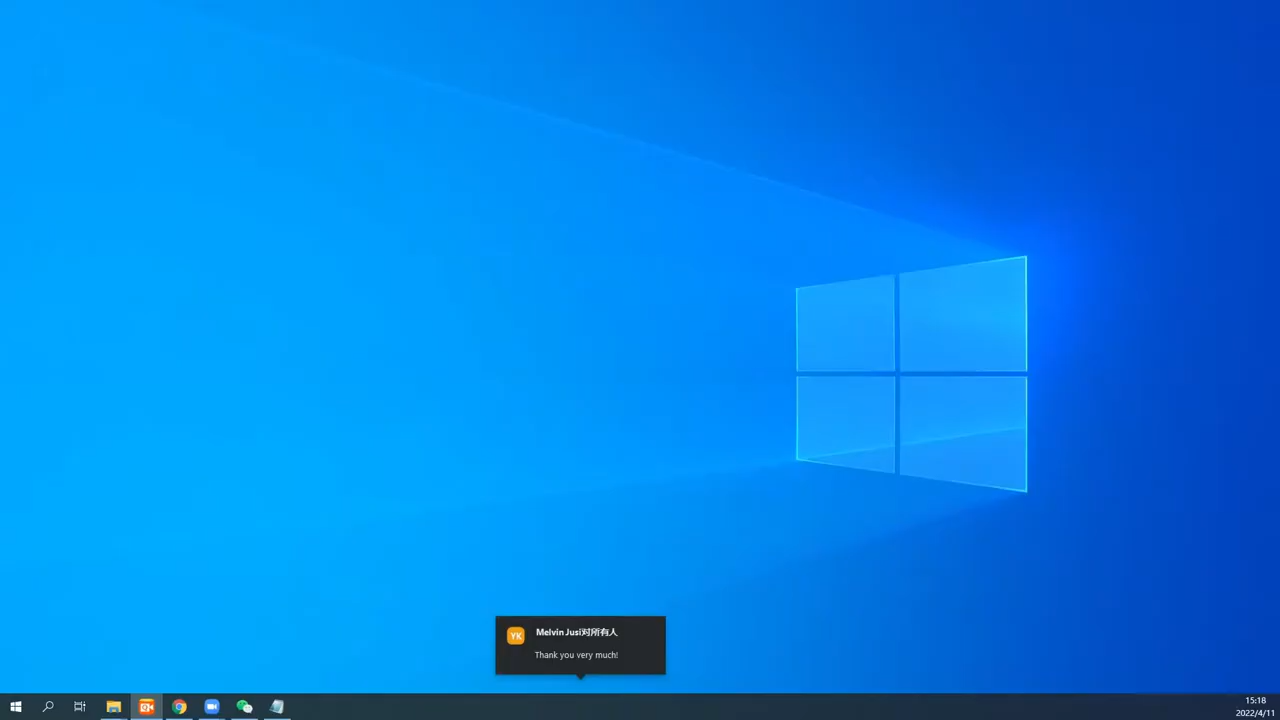 YK
Melvin Jusi对所有人
Thank you very much!
15:18
2022/4/11